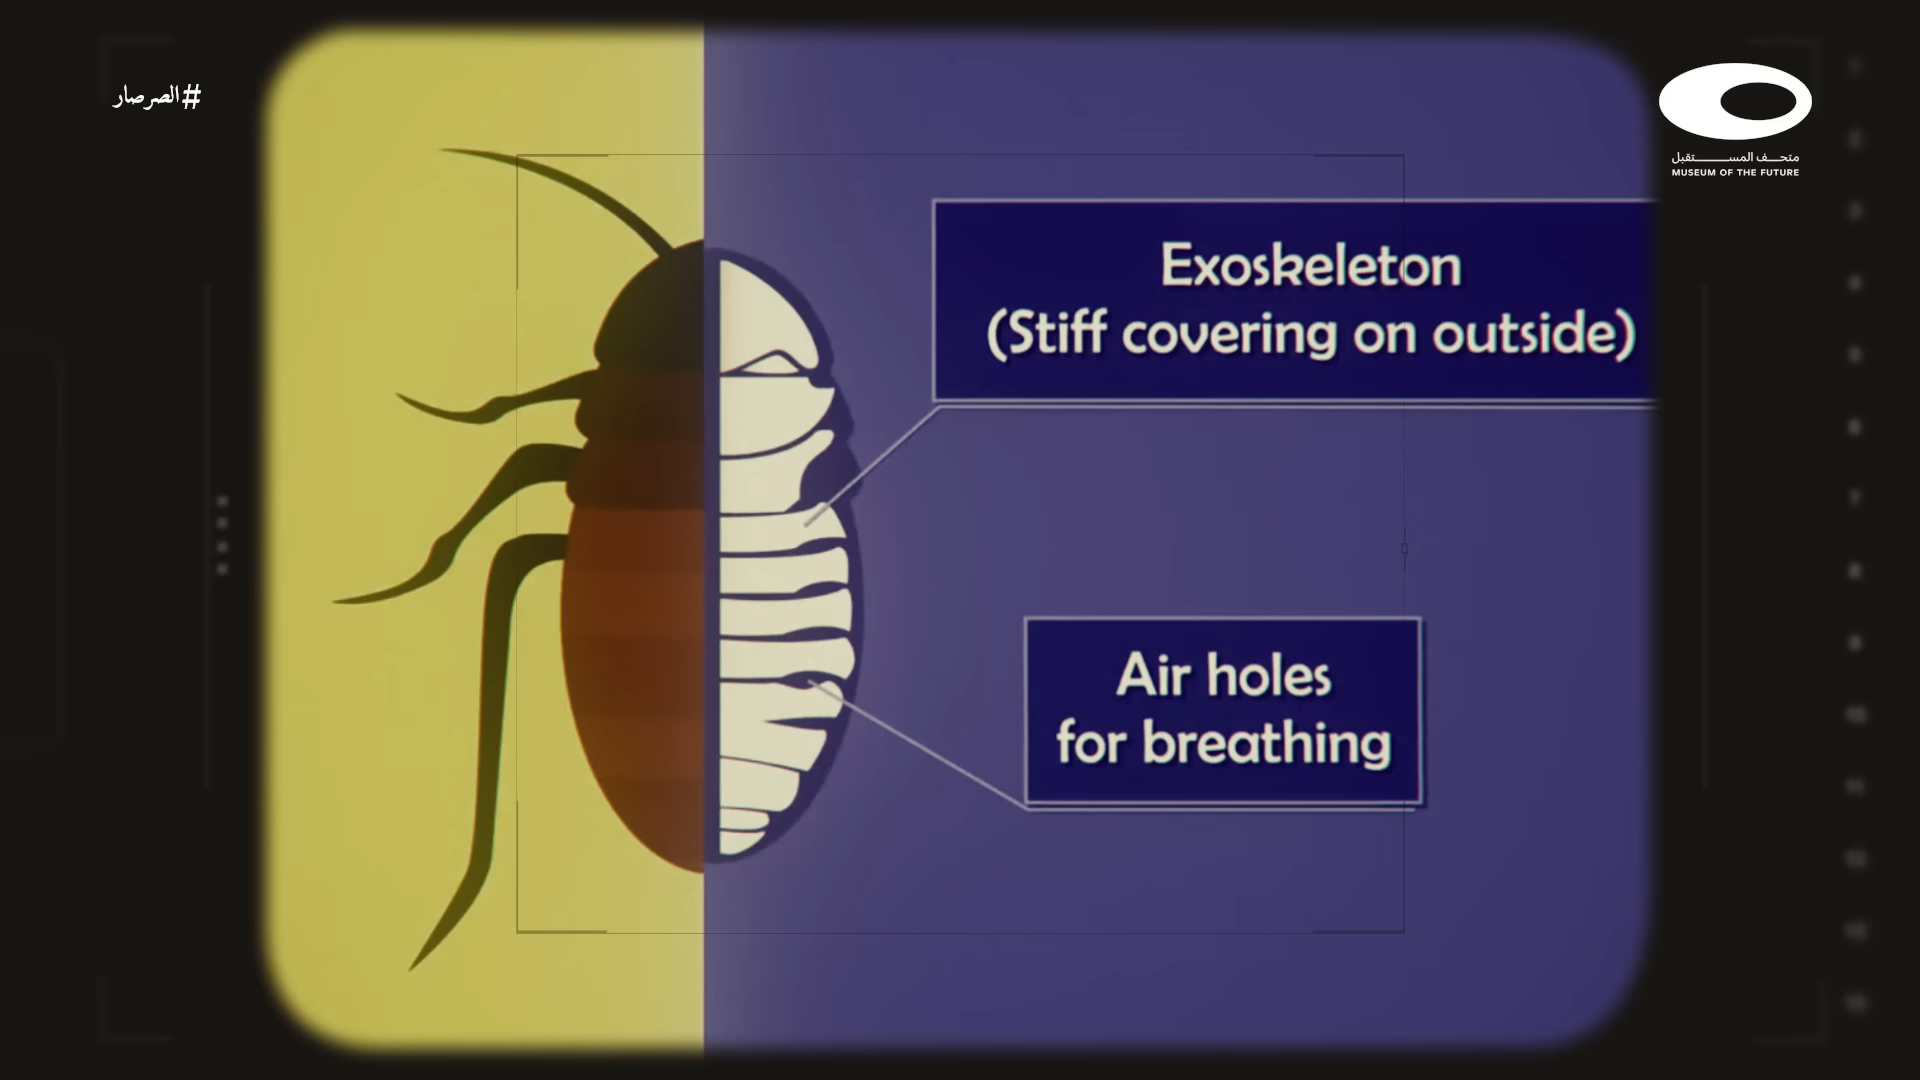 #الصرصار
متحف المستقبل
MUSEUM OF THE FUTURE
Exoskeleton
(Stiff covering on outside)
Air holes
for breathing